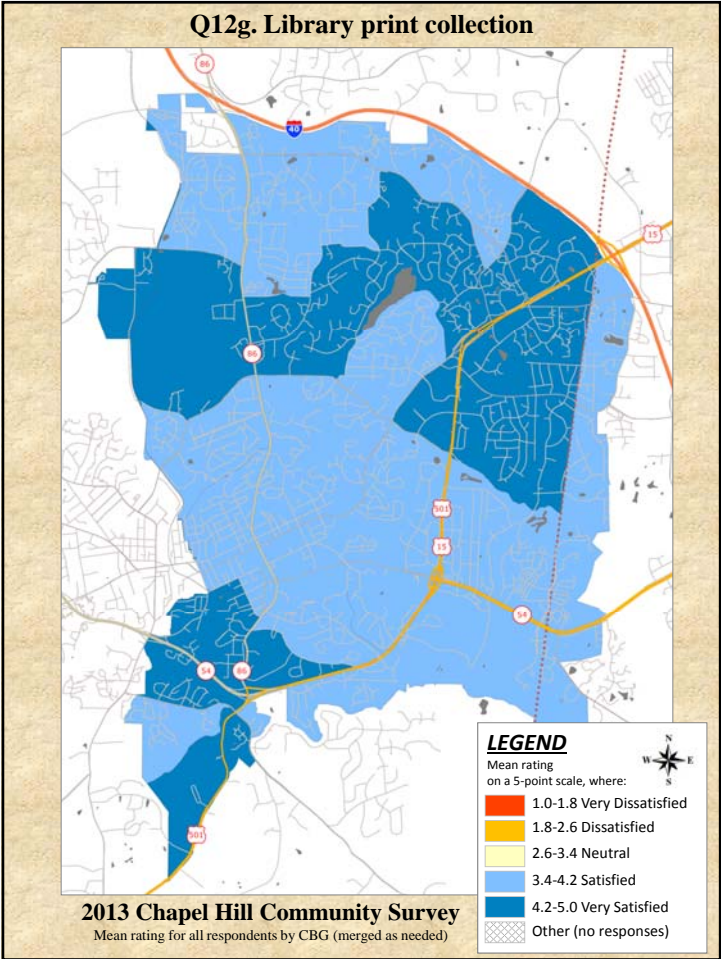 Q12g. Library print collection
86
40
15
86
501
15
54
54
86
501
LEGEND
Mean rating
on a 5-point scale, where:
N
W E
S
1.0-1.8 Very Dissatisfied
1.8-2.6 Dissatisfied
2.6-3.4 Neutral
3.4-4.2 Satisfied
4.2-5.0 Very Satisfied
Other (no responses)
2013 Chapel Hill Community Survey
Mean rating for all respondents by CBG (merged as needed)